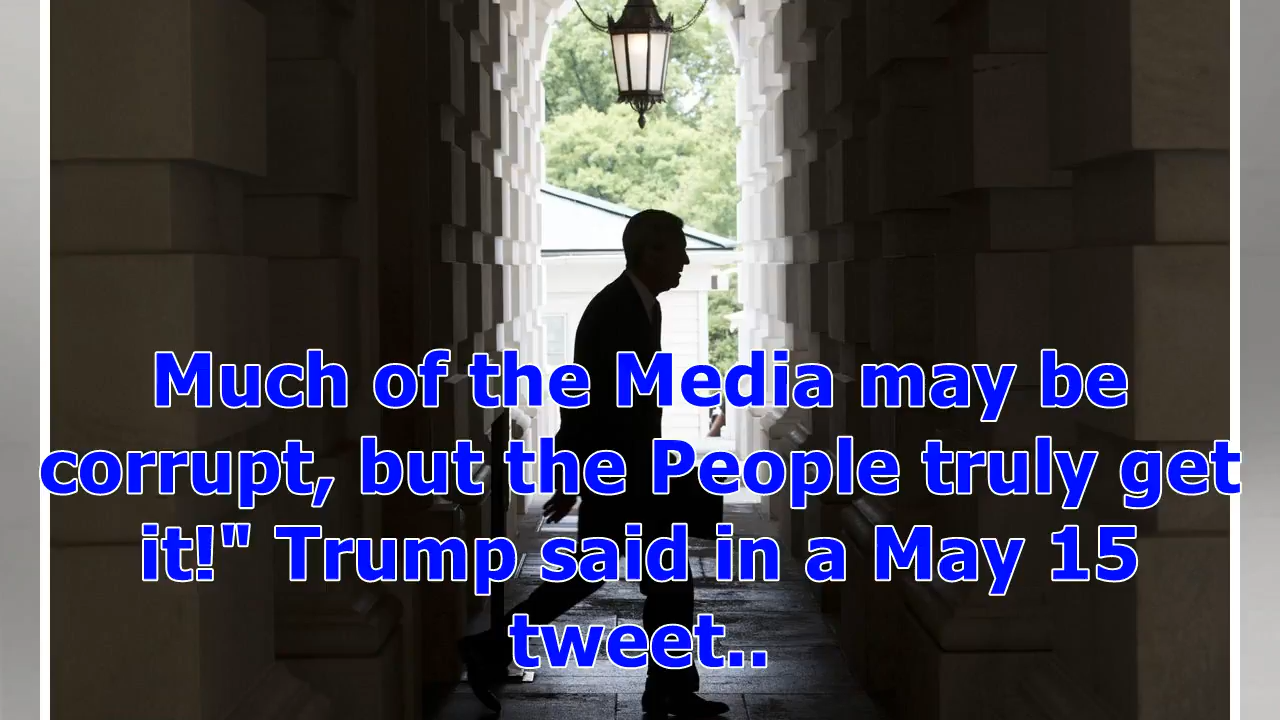 Much of the Media may be
corrupt, but the People truly get
it!" Trump said in a May 15
tweet..